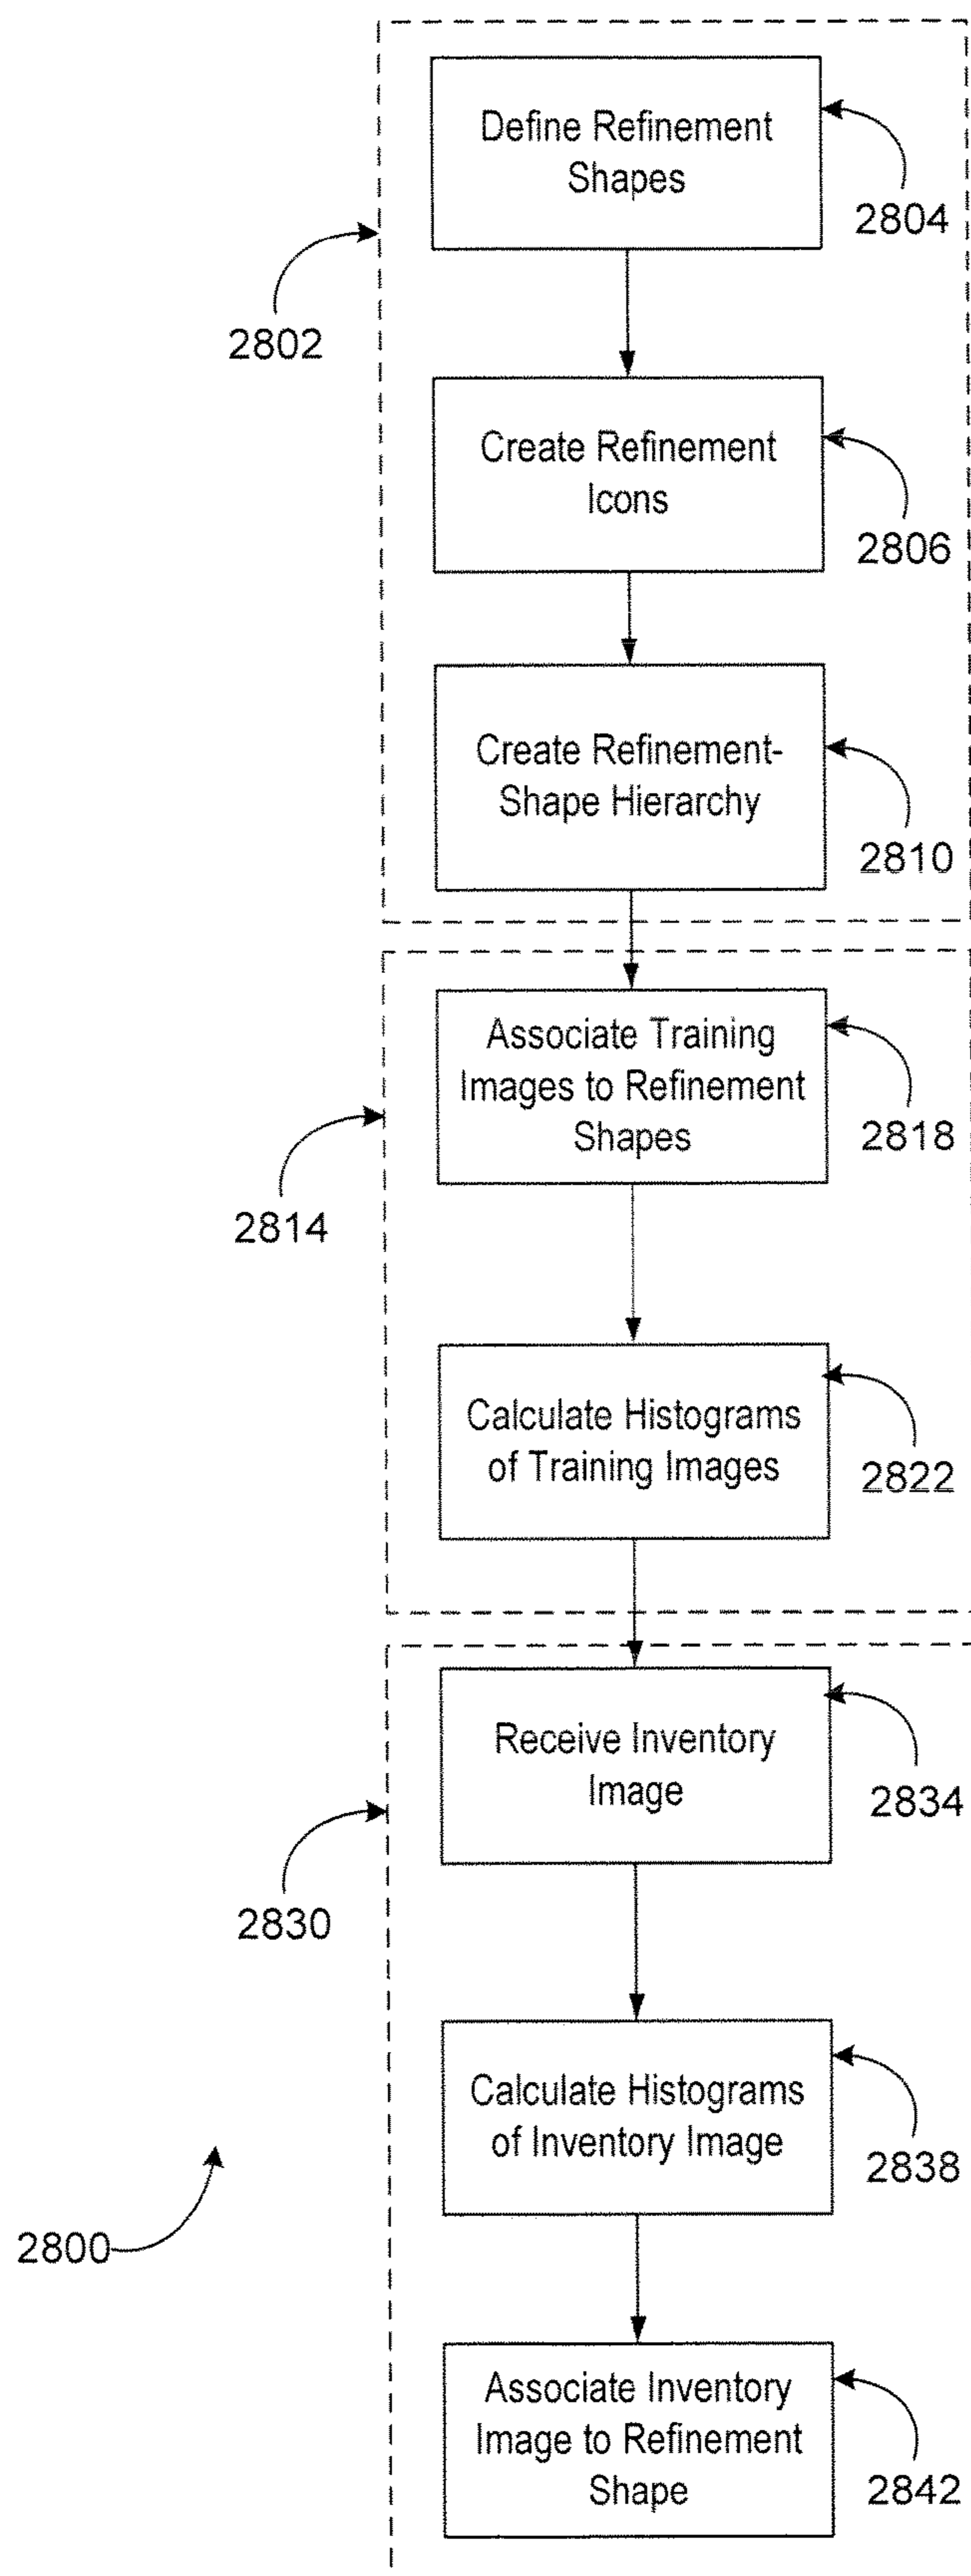 Define Refinement
Shapes
2804
2802
Create Refinement
Icons
2806
Create Refinement-
Shape Hierarchy
2810
Associate Training
Images to Refinement
Shapes
2818
2814
Calculate Histograms
of Training Images
2822
Receive Inventory
Image
2834
2830
Calculate Histograms
of Inventory Image
2838
2800
Associate Inventory
Image to Refinement
Shape
2842